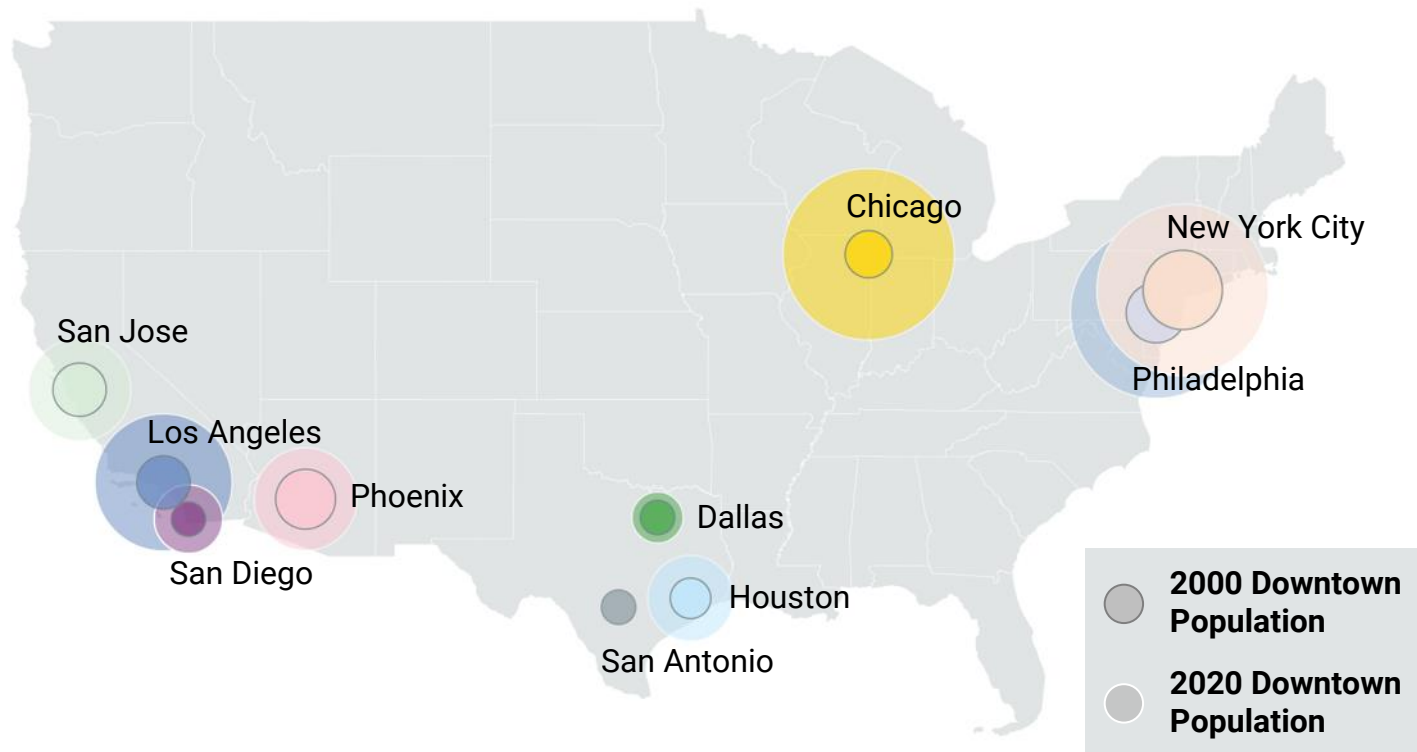 Chicago
New York City
San Jose
Philadelphia
Los Angeles
Phoenix
Dallas
San Diego
Houston
San Antonio
2000 Downtown
Population
2020 Downtown
Population